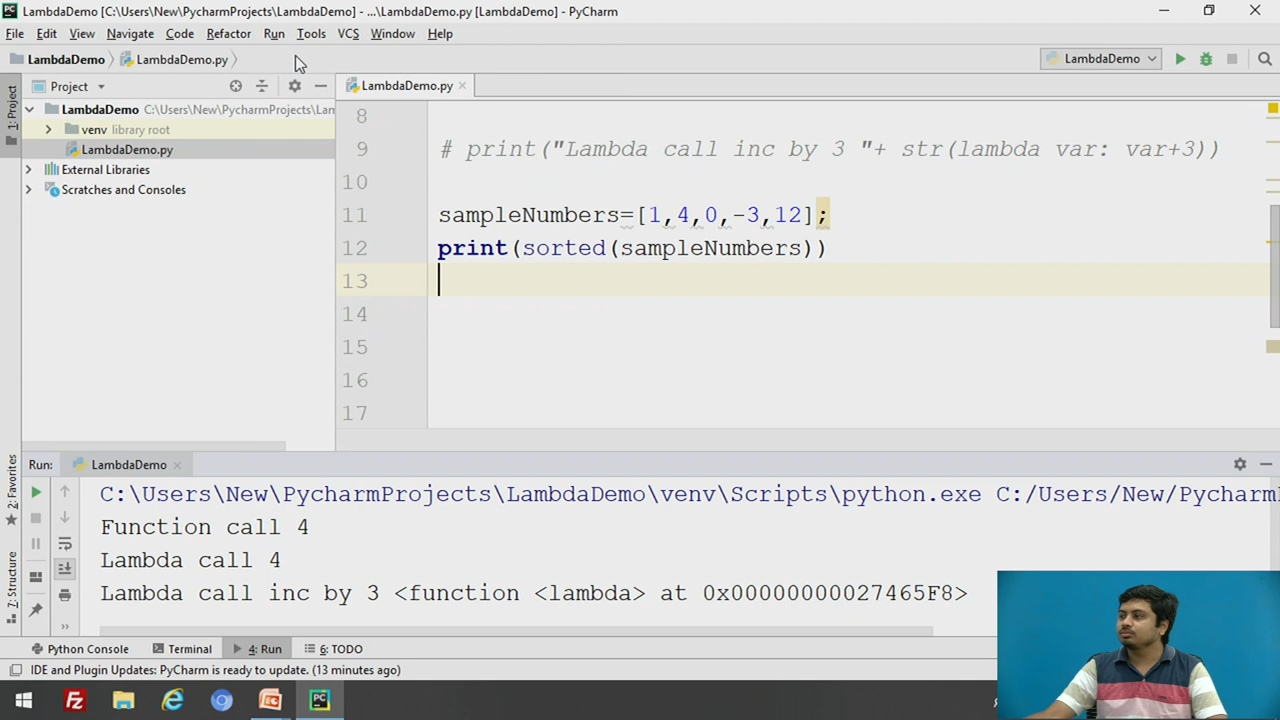 LambdaDemo [C:\Users\New\PycharmProjects\LambdaDemo] - ...\LambdaDemo.py [LambdaDemo] - PyCharm
File Edit View Navigate Code Refactor Run Tools VCS Window Help
LambdaDemo LambdaDemo.py LambdaDemo
1: Project
Project
LambdaDemo.py
LambdaDemo C:\Users\New\PycharmProjects\Lam
venv library root
LambdaDemo.py
External Libraries
Scratches and Consoles
8
9 # print("Lambda call inc by 3 "+ str(lambda var: var+3))
10
11 sampleNumbers=[1,4,0,-3,12];
12 print(sorted(sampleNumbers))
13
14
15
16
17
2: Favorites
7: Structure
Run: LambdaDemo
C:\Users\New\PycharmProjects\LambdaDemo\venv\Scripts\python.exe C:/Users/New/Pycharm
Function call 4
Lambda call 4
Lambda call inc by 3 <function <lambda> at 0x00000000027465F8>
Python Console Terminal 4: Run 6: TODO
IDE and Plugin Updates: PyCharm is ready to update. (13 minutes ago)